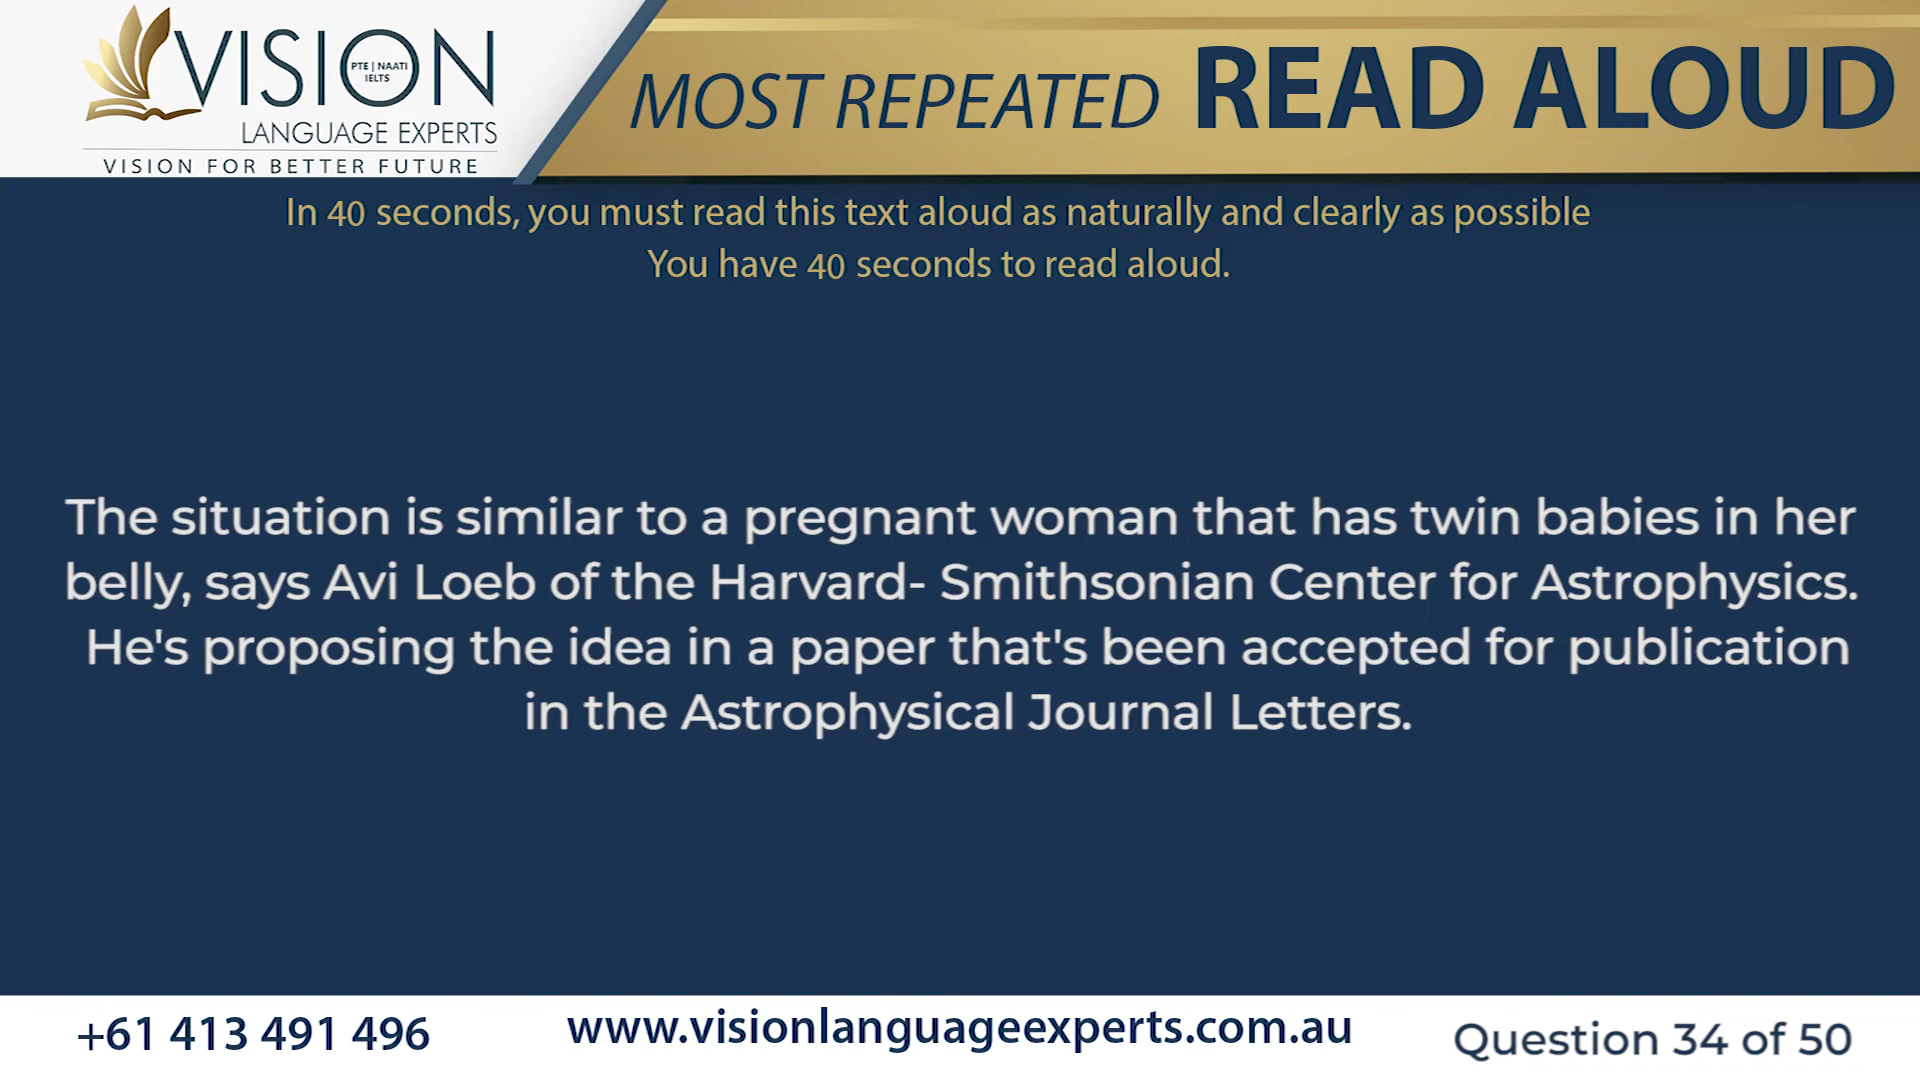 VISION
PTE | NAATI
IELTS
LANGUAGE EXPERTS
VISION FOR BETTER FUTURE
MOST REPEATED READ ALOUD
In 40 seconds, you must read this text aloud as naturally and clearly as possible
You have 40 seconds to read aloud.
The situation is similar to a pregnant woman that has twin babies in her
belly, says Avi Loeb of the Harvard- Smithsonian Center for Astrophysics.
He's proposing the idea in a paper that's been accepted for publication
in the Astrophysical Journal Letters.
+61 413 491 496
www.visionlanguageexperts.com.au
Question 34 of 50